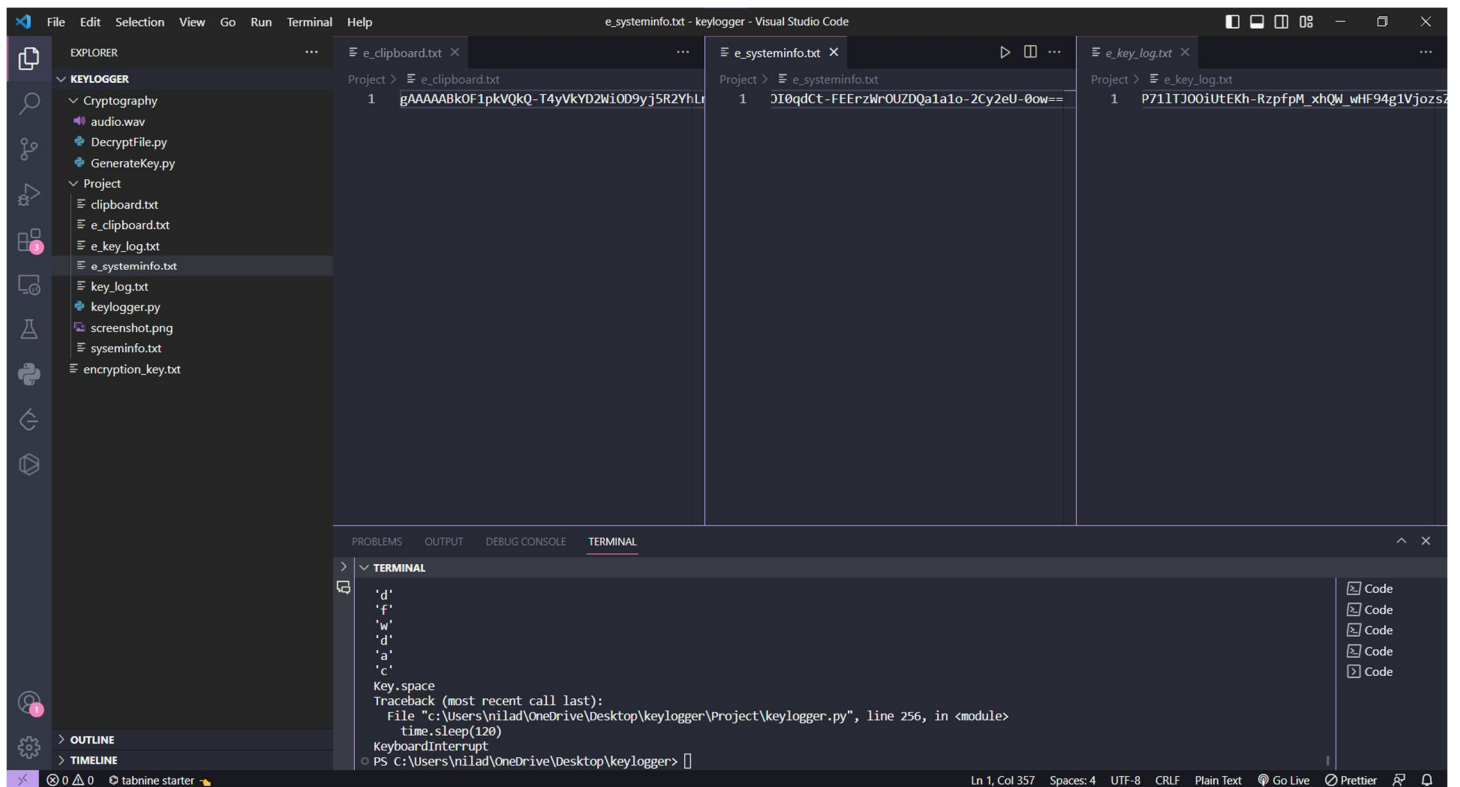 File Edit Selection View Go Run Terminal Help
e_systeminfo.txt - keylogger - Visual Studio Code
EXPLORER
KEYLOGGER
Cryptography
audio.wav
DecryptFile.py
GenerateKey.py
Project
clipboard.txt
e_clipboard.txt
e_key_log.txt
e_systeminfo.txt
key_log.txt
keylogger.py
screenshot.png
syseminfo.txt
encryption_key.txt
OUTLINE
TIMELINE
3
1
e_clipboard.txt
Project > e_clipboard.txt
1 gAAAAABkOF1pkVQkQ-T4yVkYD2WiOD9yj5R2YhLr
e_systeminfo.txt
Project > e_systeminfo.txt
1 OI0qdCt-FEErzWrOUZDQa1a1o-2Cy2eU-0ow==
e_key_log.txt
Project > e_key_log.txt
1 P71lTJOOiUtEKh-RzpfpM_xhQW_wHF94g1VjozsZ
PROBLEMS OUTPUT DEBUG CONSOLE TERMINAL
TERMINAL
'd'
'f'
'w'
'd'
'a'
'c'
Key.space
Traceback (most recent call last):
File "c:\Users\nilad\OneDrive\Desktop\keylogger\Project\keylogger.py", line 256, in <module>
time.sleep(120)
KeyboardInterrupt
PS C:\Users\nilad\OneDrive\Desktop\keylogger>
Code
Code
Code
Code
Code
0 0 tabnine starter
Ln 1, Col 357 Spaces: 4 UTF-8 CRLF Plain Text Go Live Prettier